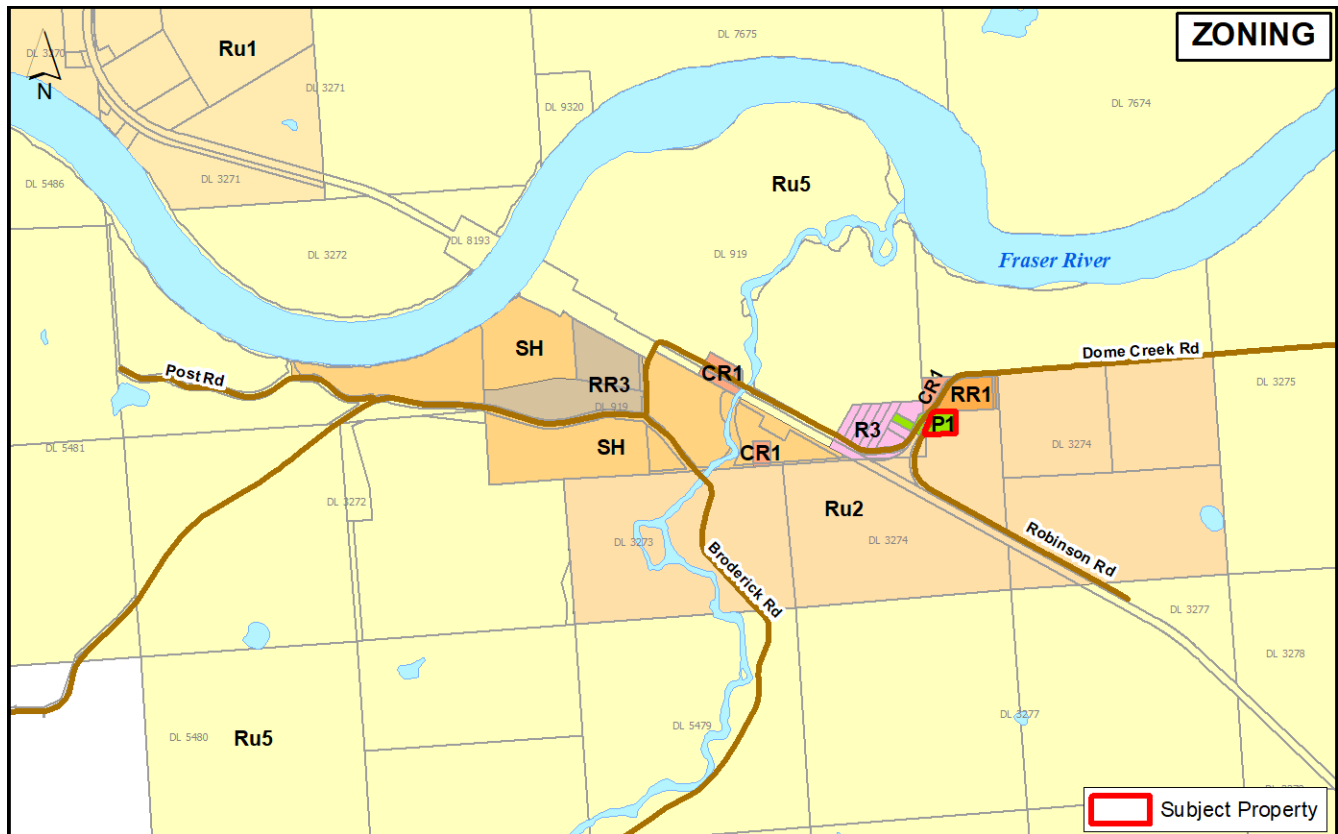 ZONING
DL 7675
DL 3270
Ru1
N
DL 3271
DL 9320
DL 7674
DL 3271
DL 5486
Ru5
DL 8193
DL 3272
DL 919
Fraser River
Dome Creek Rd
SH
Post Rd
RR3
CR1
CR1
RR1
DL 3275
DL 919
P1
R3
DL 5481
SH
CR1
DL 3274
DL 3272
Ru2
DL 3273
DL 3274
Robinson Rd
Broderick Rd
DL 3277
DL 3278
DL 5480
Ru5
DL 5479
DL 3277
Subject Property